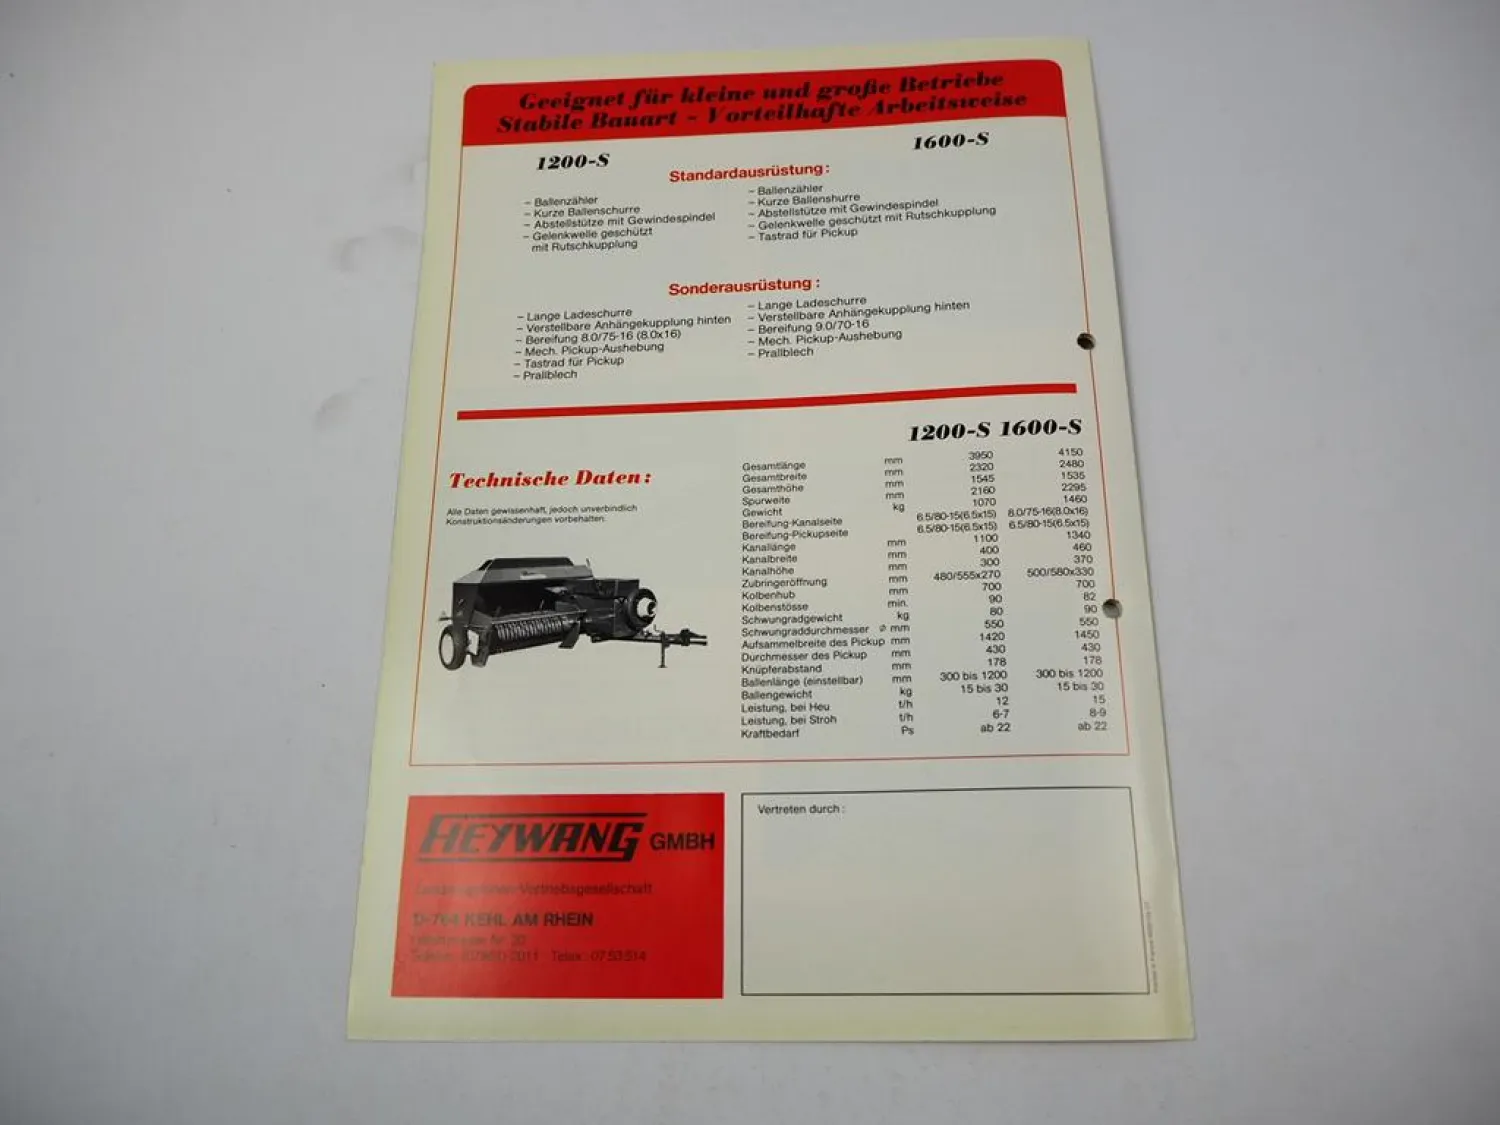 Geeignet für kleine und große Betriebe
Stabile Bauart - Vorteilhafte Arbeitsweise
1200-S
1600-S
Standardausrüstung:
– Ballenzähler
– Kurze Ballenschurre
– Abstellstütze mit Gewindespindel
– Gelenkwelle geschützt
mit Rutschkupplung
– Ballenzähler
– Kurze Ballenshurre
– Abstellstütze mit Gewindespindel
– Gelenkwelle geschützt mit Rutschkupplung
– Tastrad für Pickup
Sonderausrüstung:
– Lange Ladeschurre
– Verstellbare Anhängekupplung hinten
– Bereifung 8.0/75-16 (8.0x16)
– Mech. Pickup-Aushebung
– Tastrad für Pickup
– Prallblech
– Lange Ladeschurre
– Verstellbare Anhängekupplung hinten
– Bereifung 9.0/70-16
– Mech. Pickup-Aushebung
– Prallblech
Technische Daten:
Alle Daten gewissenhaft, jedoch unverbindlich
Konstruktionsänderungen vorbehalten.
1200-S 1600-S
Gesamtlänge mm 3950 4150
Gesamtbreite mm 2320 2480
Gesamthöhe mm 1545 1535
Spurweite mm 2160 2295
Gewicht kg 1070 1460
Bereifung-Kanalseite 6.5/80-15(6.5x15) 8.0/75-16(8.0x16)
Bereifung-Pickupseite 6.5/80-15(6.5x15) 6.5/80-15(6.5x15)
Kanallänge mm 1100 1340
Kanalbreite mm 400 460
Kanalhöhe mm 300 370
Zubringeröffnung mm 480/555x270 500/580x330
Kolbenhub mm 700 700
Kolbenstösse min. 90 82
Schwungradgewicht kg 80 90
Schwungraddurchmesser ∅ mm 550 550
Aufsammelbreite des Pickup mm 1420 1450
Durchmesser des Pickup mm 430 430
Knüpferabstand mm 178 178
Ballenlänge (einstellbar) mm 300 bis 1200 300 bis 1200
Ballengewicht kg 15 bis 30 15 bis 30
Leistung, bei Heu t/h 12 15
Leistung, bei Stroh t/h 6-7 8-9
Kraftbedarf Ps ab 22 ab 22
HEYWANG GMBH
Vertriebsgesellschaft
D-764 KEHL AM RHEIN
Telex: 07 53 514
Vertreten durch: